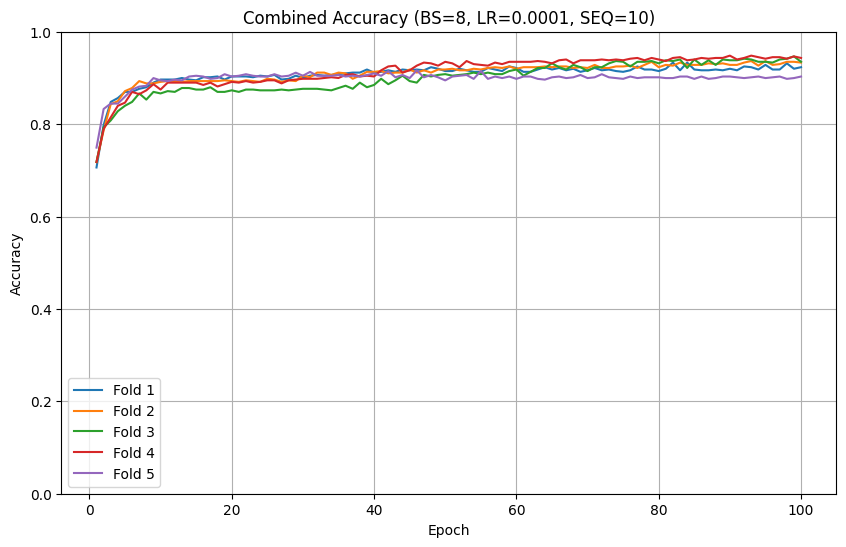 Combined Accuracy (BS=8, LR=0.0001, SEQ=10)
Accuracy
1.0
0.8
0.6
0.4
0.2
0.0
Fold 1
Fold 2
Fold 3
Fold 4
Fold 5
0 20 40 60 80 100
Epoch